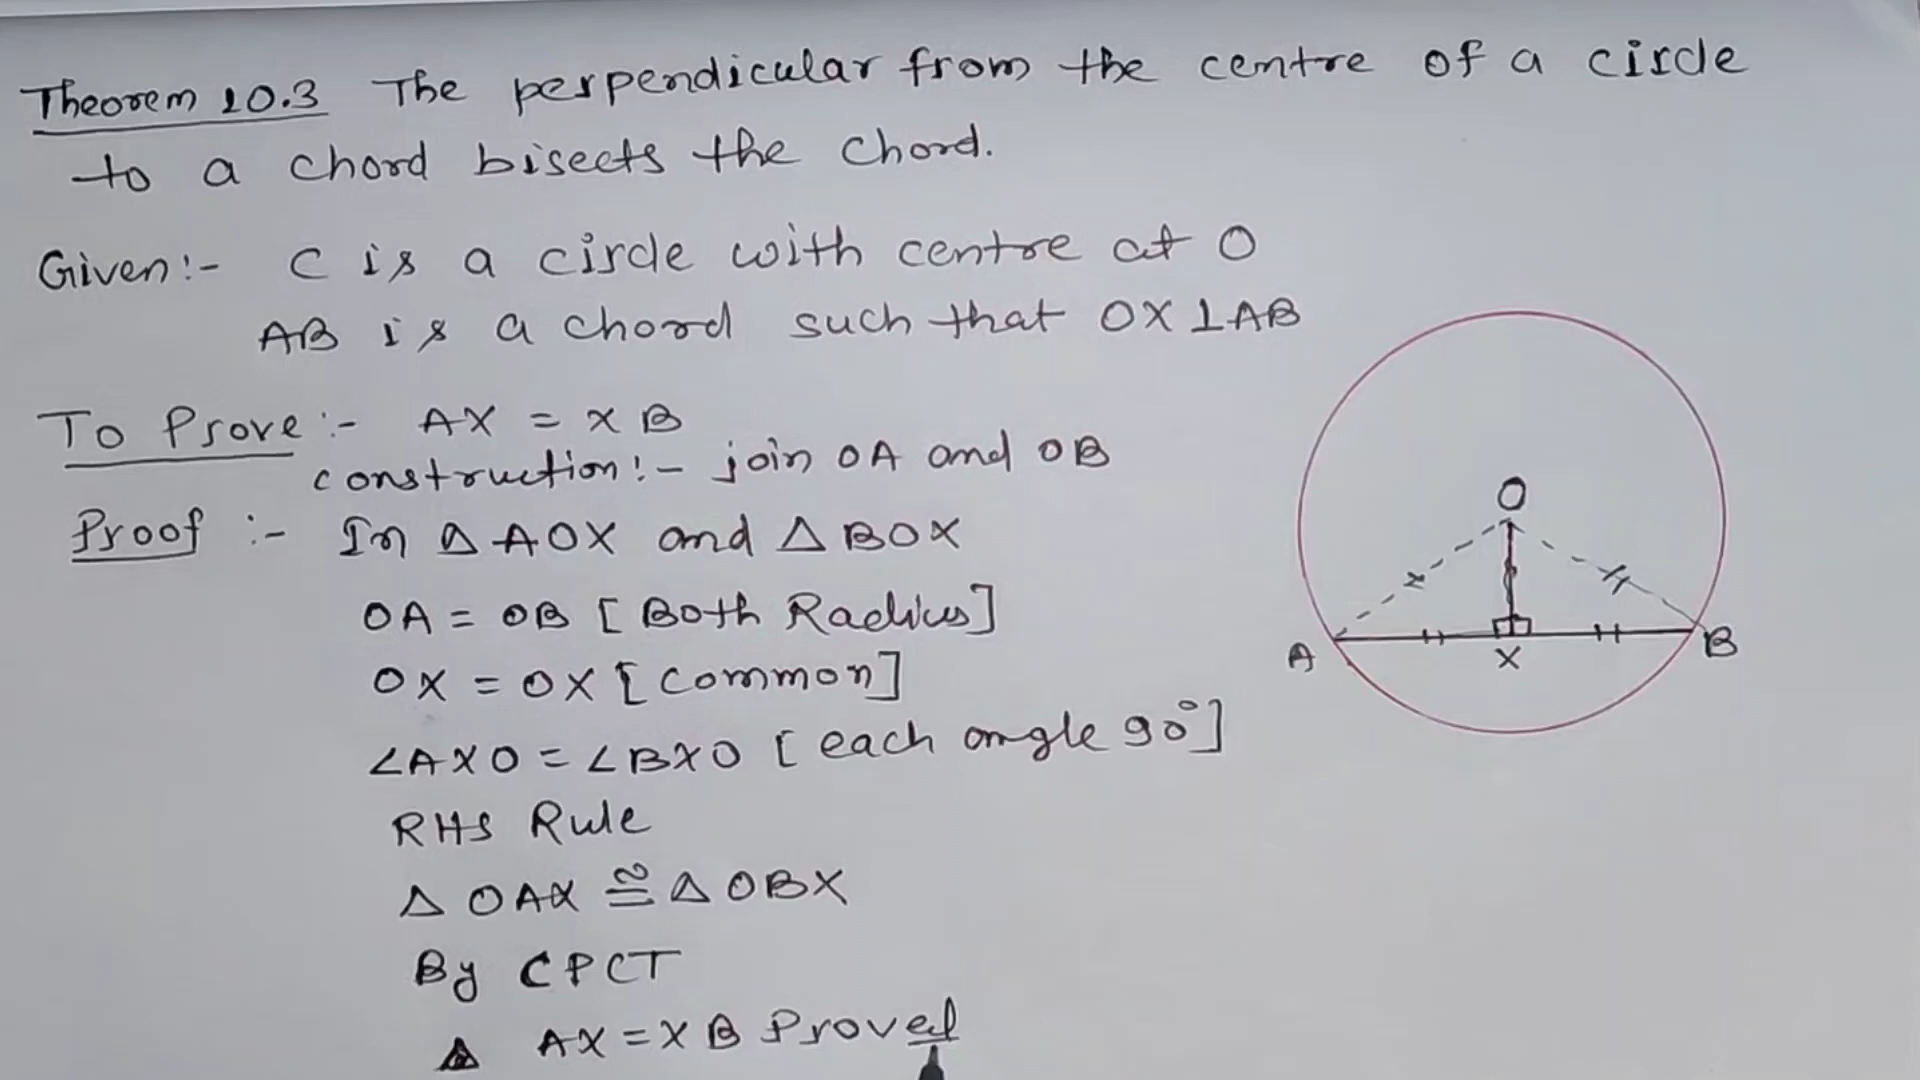 Theorem 10.3 The perpendicular from the centre of a circle
to a chord bisects the chord.
Given:- C is a circle with centre at O
AB is a chord such that OX ⊥ AB
To Prove:- AX = XB
construction:- join OA and OB
Proof :- In △ AOX and △ BOX
OA = OB [Both Radius]
OX = OX [common]
∠AXO = ∠BXO [each angle 90°]
RHS Rule
△ OAX ≅ △ OBX
By CPCT
AX = XB Proved
O
A
X
B